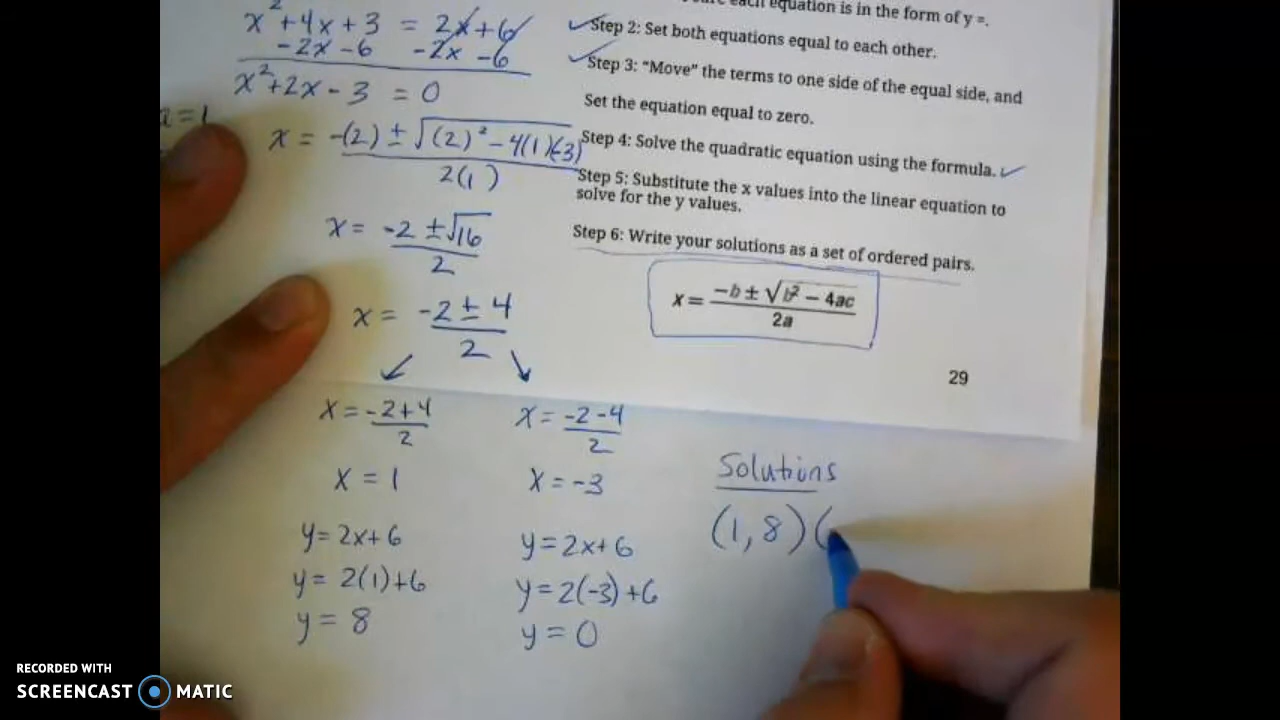 x² + 4x + 3 = 2x + 6
-2x - 6 -2x - 6
x² + 2x - 3 = 0
a = 1
x = -(2) ± √(2)² - 4(1)(-3)
2(1)
x = -2 ± √16
2
x = -2 ± 4
2
x = -2 + 4
2
x = 1
y = 2x + 6
y = 2(1) + 6
y = 8
x = -2 - 4
2
x = -3
y = 2x + 6
y = 2(-3) + 6
y = 0
each equation is in the form of y =.
Step 2: Set both equations equal to each other.
Step 3: “Move” the terms to one side of the equal side, and
Set the equation equal to zero.
Step 4: Solve the quadratic equation using the formula.
Step 5: Substitute the x values into the linear equation to
solve for the y values.
Step 6: Write your solutions as a set of ordered pairs.
x = -b ± √b² - 4ac
2a
29
Solutions
(1, 8) (
RECORDED WITH
SCREENCAST MATIC